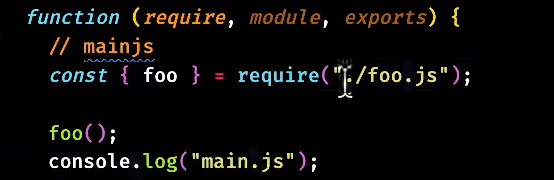 function (require, module, exports) {
// mainjs
const { foo } = require("./foo.js");
foo();
console.log("main.js");